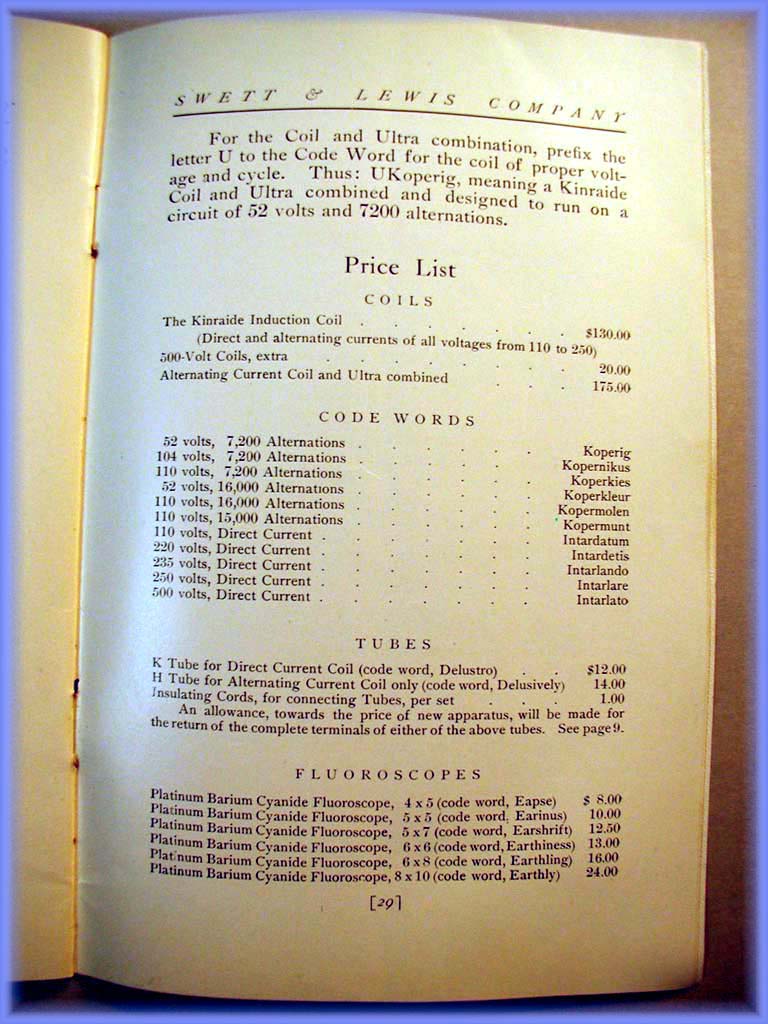 SWETT & LEWIS COMPANY
For the Coil and Ultra combination, prefix the
letter U to the Code Word for the coil of proper volt-
age and cycle. Thus: UKoperig, meaning a Kinraide
Coil and Ultra combined and designed to run on a
circuit of 52 volts and 7200 alternations.
Price List
COILS
The Kinraide Induction Coil . . . . . . $130.00
(Direct and alternating currents of all voltages from 110 to 250)
500-Volt Coils, extra . . . . . . . 20.00
Alternating Current Coil and Ultra combined . . . 175.00
CODE WORDS
52 volts, 7,200 Alternations . . . . . . Koperig
104 volts, 7,200 Alternations . . . . . Kopernikus
110 volts, 7,200 Alternations . . . . . Koperkies
52 volts, 16,000 Alternations . . . . . Koperkleur
110 volts, 16,000 Alternations . . . . . Kopermolen
110 volts, 15,000 Alternations . . . . . Kopermunt
110 volts, Direct Current . . . . . . Intardatum
220 volts, Direct Current . . . . . . Intardetis
235 volts, Direct Current . . . . . . Intarlando
250 volts, Direct Current . . . . . . Intarlare
500 volts, Direct Current . . . . . . . Intarlato
TUBES
K Tube for Direct Current Coil (code word, Delustro) . . $12.00
H Tube for Alternating Current Coil only (code word, Delusively) 14.00
Insulating Cords, for connecting Tubes, per set . . . 1.00
An allowance, towards the price of new apparatus, will be made for
the return of the complete terminals of either of the above tubes. See page 9.
FLUOROSCOPES
Platinum Barium Cyanide Fluoroscope, 4 x 5 (code word, Eapse) $ 8.00
Platinum Barium Cyanide Fluoroscope, 5 x 5 (code word, Earinus) 10.00
Platinum Barium Cyanide Fluoroscope, 5 x 7 (code word, Earshrift) 12.50
Platinum Barium Cyanide Fluoroscope, 6 x 6 (code word, Earthiness) 13.00
Platinum Barium Cyanide Fluoroscope, 6 x 8 (code word, Earthling) 16.00
Platinum Barium Cyanide Fluoroscope, 8 x 10 (code word, Earthly) 24.00
[29]